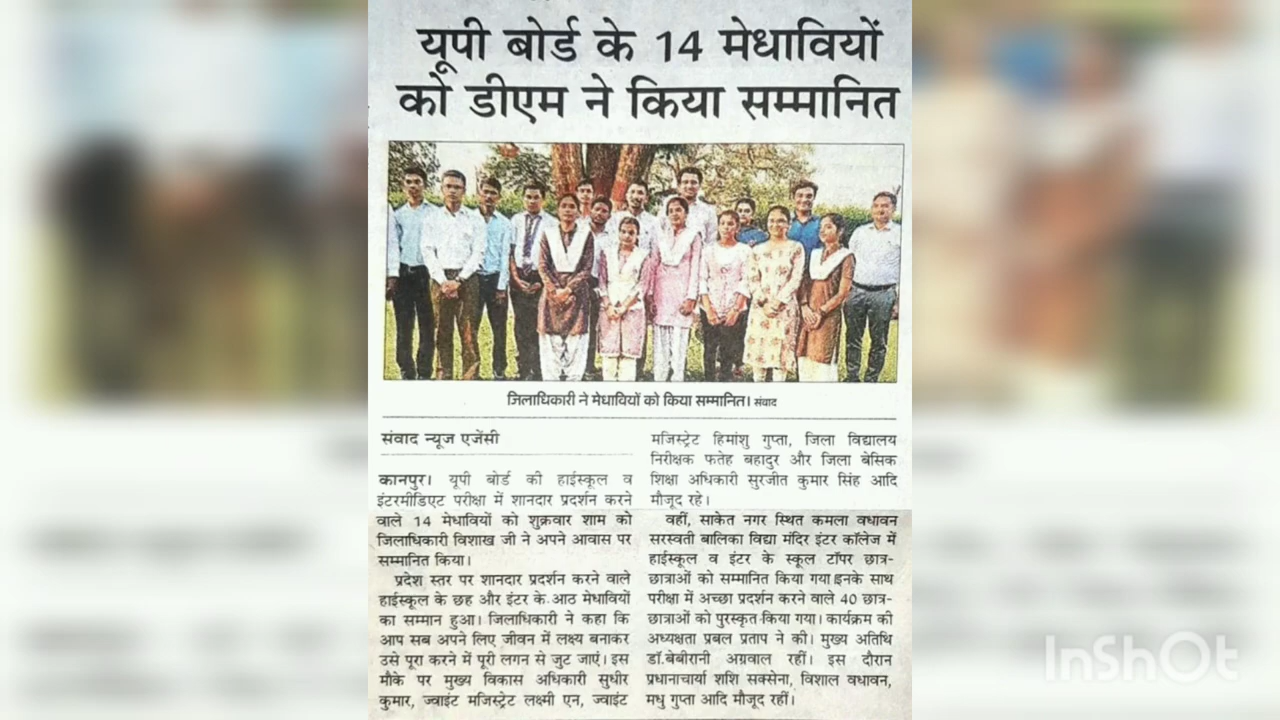 यूपी बोर्ड के 14 मेधावियों
को डीएम ने किया सम्मानित
जिलाधिकारी ने मेधावियों को किया सम्मानित। संवाद
संवाद न्यूज एजेंसी
कानपुर। यूपी बोर्ड की हाईस्कूल व
इंटरमीडिएट परीक्षा में शानदार प्रदर्शन करने
वाले 14 मेधावियों को शुक्रवार शाम को
जिलाधिकारी विशाख जी ने अपने आवास पर
सम्मानित किया।
प्रदेश स्तर पर शानदार प्रदर्शन करने वाले
हाईस्कूल के छह और इंटर के आठ मेधावियों
का सम्मान हुआ। जिलाधिकारी ने कहा कि
आप सब अपने लिए जीवन में लक्ष्य बनाकर
उसे पूरा करने में पूरी लगन से जुट जाएं। इस
मौके पर मुख्य विकास अधिकारी सुधीर
कुमार, ज्वाइंट मजिस्ट्रेट लक्ष्मी एन, ज्वाइंट
मजिस्ट्रेट हिमांशु गुप्ता, जिला विद्यालय
निरीक्षक फतेह बहादुर और जिला बेसिक
शिक्षा अधिकारी सुरजीत कुमार सिंह आदि
मौजूद रहे।
वहीं, साकेत नगर स्थित कमला वधावन
सरस्वती बालिका विद्या मंदिर इंटर कॉलेज में
हाईस्कूल व इंटर के स्कूल टॉपर छात्र-
छात्राओं को सम्मानित किया गया। इनके साथ
परीक्षा में अच्छा प्रदर्शन करने वाले 40 छात्र-
छात्राओं को पुरस्कृत किया गया। कार्यक्रम की
अध्यक्षता प्रबल प्रताप ने की। मुख्य अतिथि
डॉ.बेबीरानी अग्रवाल रहीं। इस दौरान
प्रधानाचार्या शशि सक्सेना, विशाल वधावन,
मधु गुप्ता आदि मौजूद रहीं।
InShOt